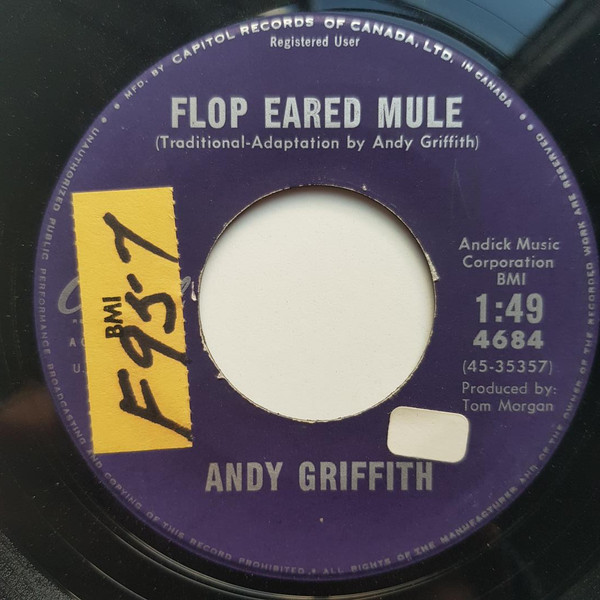 MFD. BY CAPITOL RECORDS OF CANADA, LTD. IN CANADA
Registered User
FLOP EARED MULE
(Traditional-Adaptation by Andy Griffith)
BMI
F95-7
Andick Music
Corporation
BMI
1:49
4684
(45-35357)
Produced by:
Tom Morgan
ANDY GRIFFITH
UNAUTHORIZED PUBLIC PERFORMANCE BROADCASTING AND COPYING OF THIS RECORD PROHIBITED. ALL RIGHTS OF THE MANUFACTURER AND OF THE OWNER OF THE RECORDED WORK ARE RESERVED